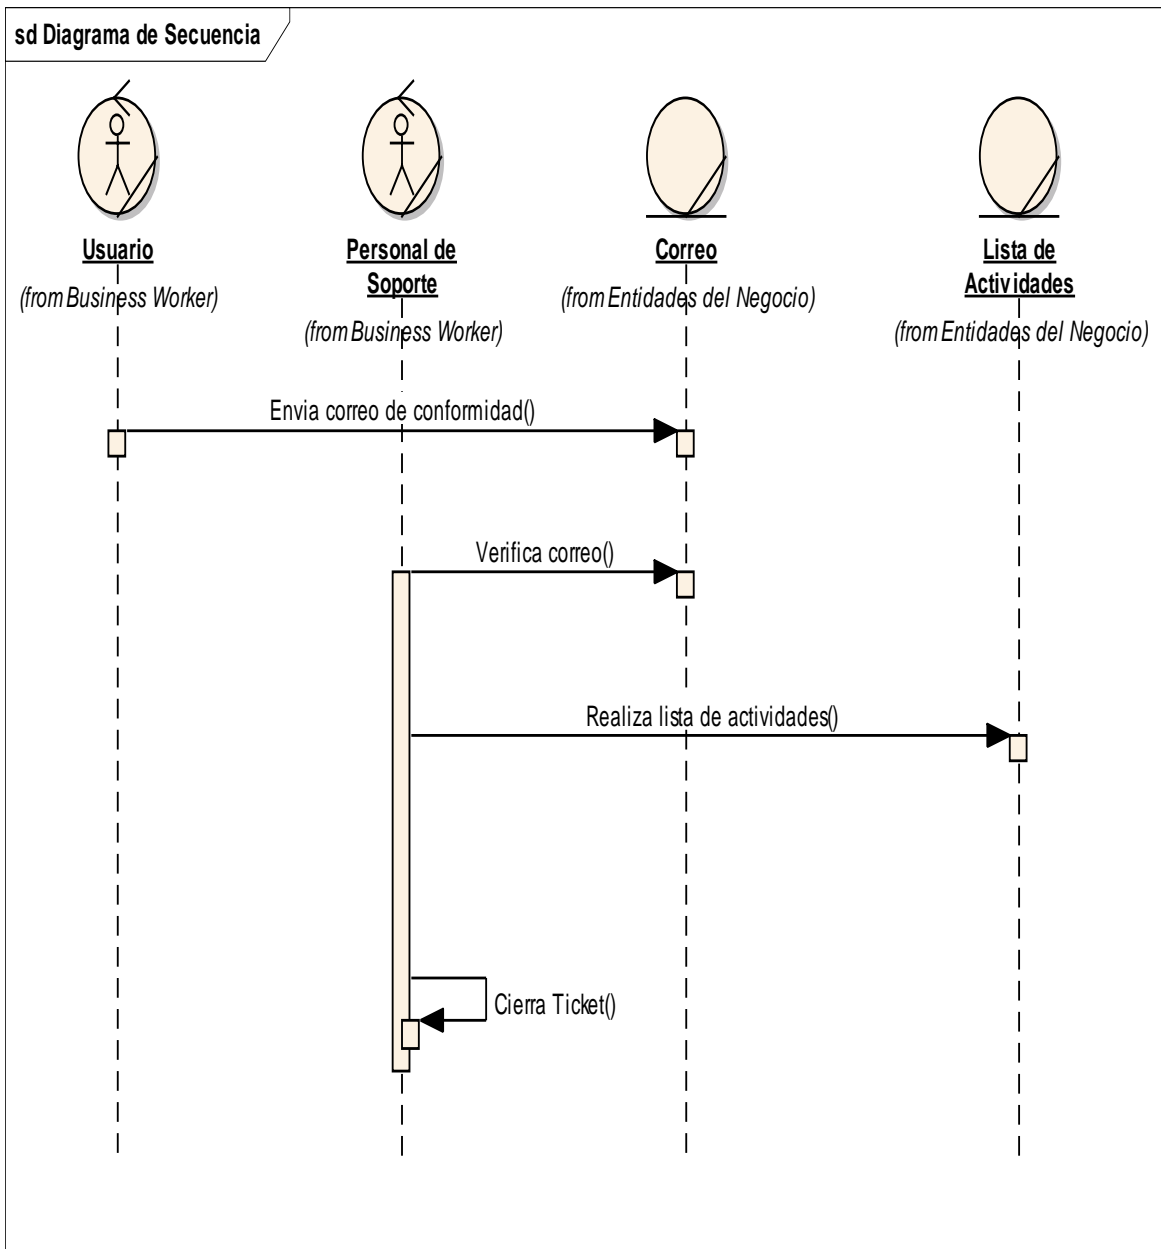 sd Diagrama de Secuencia
Usuario
(from Business Worker)
Personal de
Soporte
(from Business Worker)
Correo
(from Entidades del Negocio)
Lista de
Actividades
(from Entidades del Negocio)
Envia correo de conformidad()
Verifica correo()
Realiza lista de actividades()
Cierra Ticket()